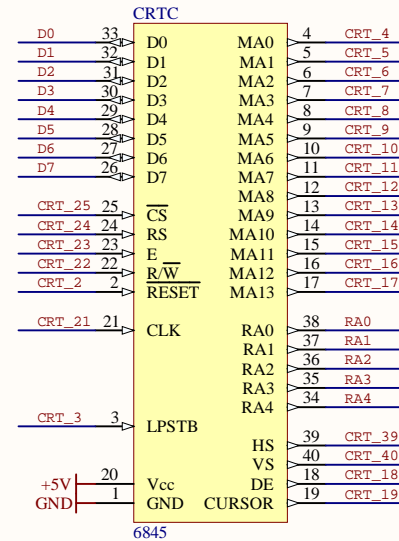 CRTC
D0 33 D0 MA0 4 CRT_4
D1 32 D1 MA1 5 CRT_5
D2 31 D2 MA2 6 CRT_6
D3 30 D3 MA3 7 CRT_7
D4 29 D4 MA4 8 CRT_8
D5 28 D5 MA5 9 CRT_9
D6 27 D6 MA6 10 CRT_10
D7 26 D7 MA7 11 CRT_11
MA8 12 CRT_12
CRT_25 25 CS MA9 13 CRT_13
CRT_24 24 RS MA10 14 CRT_14
CRT_23 23 E MA11 15 CRT_15
CRT_22 22 R/W MA12 16 CRT_16
CRT_2 2 RESET MA13 17 CRT_17
CRT_21 21 CLK RA0 38 RA0
RA1 37 RA1
RA2 36 RA2
RA3 35 RA3
RA4 34 RA4
CRT_3 3 LPSTB
HS 39 CRT_39
VS 40 CRT_40
+5V 20 Vcc DE 18 CRT_18
GND 1 GND CURSOR 19 CRT_19
6845